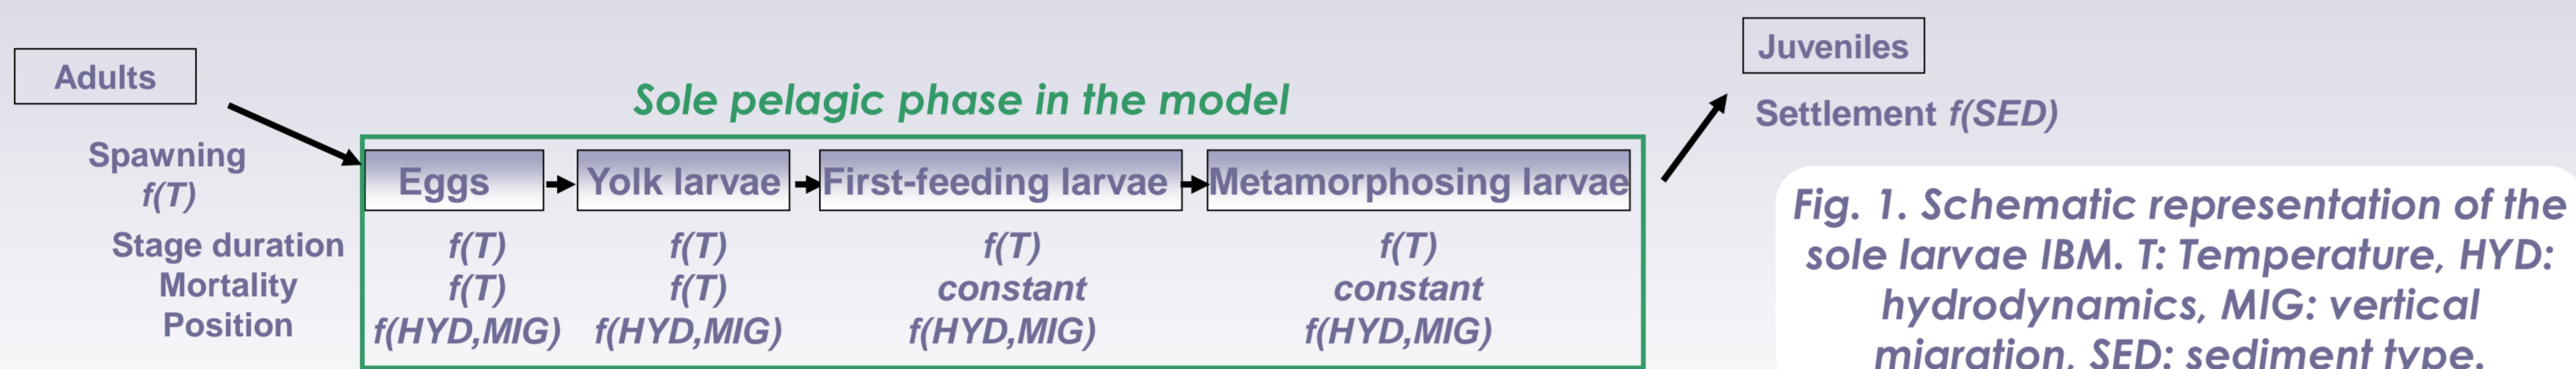 Adults
Juveniles
Sole pelagic phase in the model
Settlement f(SED)
Spawning
f(T)
Eggs Yolk larvae First-feeding larvae Metamorphosing larvae
Stage duration f(T) f(T) f(T) f(T)
Mortality f(T) f(T) constant constant
Position f(HYD,MIG) f(HYD,MIG) f(HYD,MIG) f(HYD,MIG)
Fig. 1. Schematic representation of the
sole larvae IBM. T: Temperature, HYD:
hydrodynamics, MIG: vertical
migration, SED: sediment type.